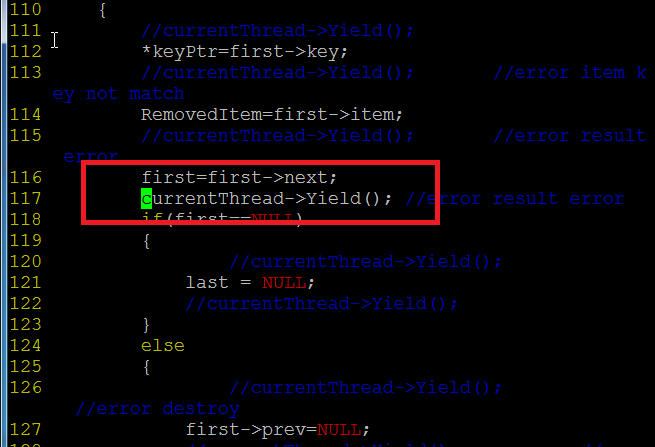 110     {
111         //currentThread->Yield();
112         *keyPtr=first->key;
113         //currentThread->Yield();       //error item k
ey not match
114         RemovedItem=first->item;
115         //currentThread->Yield();       //error result
 error
116         first=first->next;
117         currentThread->Yield(); //error result error
118         if(first==NULL)
119         {
120                 //currentThread->Yield();
121             last = NULL;
122             //currentThread->Yield();
123         }
124         else
125         {
126                 //currentThread->Yield();
  //error destroy
127             first->prev=NULL;